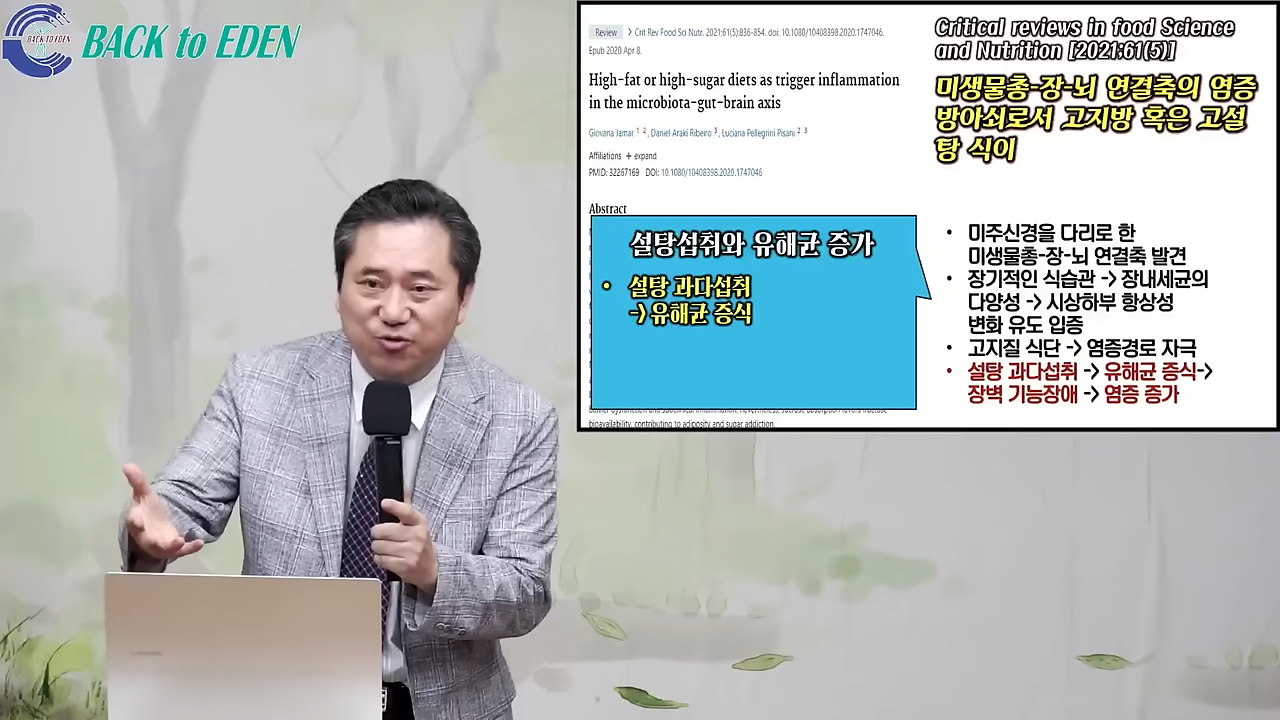 BACK TO EDEN
BACK to EDEN
Review > Crit Rev Food Sci Nutr. 2021;61(5):836-854. doi: 10.1080/10408398.2020.1747046.
Epub 2020 Apr 8.
High-fat or high-sugar diets as trigger inflammation
in the microbiota-gut-brain axis
Giovana Jamar 1 2, Daniel Araki Ribeiro 3, Luciana Pellegrini Pisani 2 3
Affiliations + expand
PMID: 32267169 DOI: 10.1080/10408398.2020.1747046
Abstract
설탕섭취와 유해균 증가
• 설탕 과다섭취
-> 유해균 증식
bioavailability, contributing to adiposity and sugar addiction.
Critical reviews in food Science
and Nutrition [2021:61(5)]
미생물총-장-뇌 연결축의 염증
방아쇠로서 고지방 혹은 고설
탕 식이
• 미주신경을 다리로 한
미생물총-장-뇌 연결축 발견
• 장기적인 식습관 -> 장내세균의
다양성 -> 시상하부 항상성
변화 유도 입증
• 고지질 식단 -> 염증경로 자극
• 설탕 과다섭취 -> 유해균 증식->
장벽 기능장애 -> 염증 증가